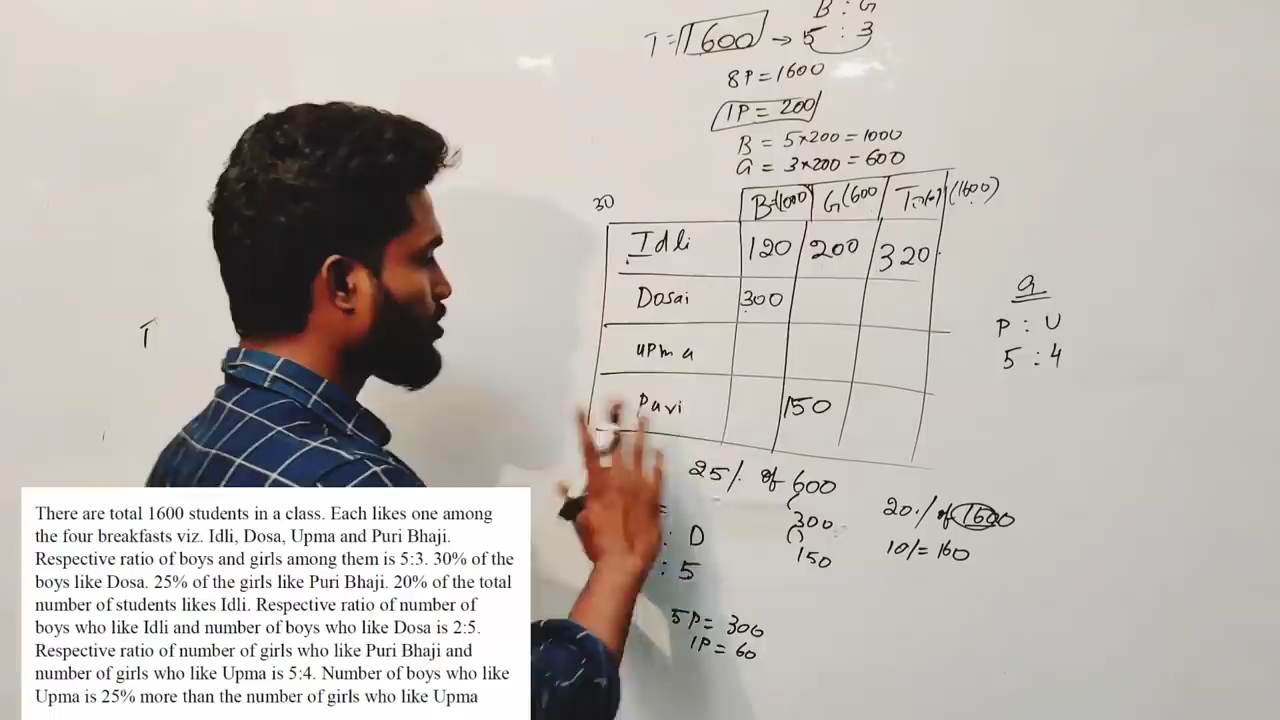 B : G
T = 1600 → 5 : 3
8P = 1600
1P = 200
B = 5×200 = 1000
G = 3×200 = 600
30
B=(1000) G(600 (1600)
Idli 120 200 320
Dosai 300
upma
Puri 150
G
P : U
5 : 4
25% of 600
300
150
20% of 1600
10% = 160
: D
: 5
5P = 300
1P = 60
T
There are total 1600 students in a class. Each likes one among
the four breakfasts viz. Idli, Dosa, Upma and Puri Bhaji.
Respective ratio of boys and girls among them is 5:3. 30% of the
boys like Dosa. 25% of the girls like Puri Bhaji. 20% of the total
number of students likes Idli. Respective ratio of number of
boys who like Idli and number of boys who like Dosa is 2:5.
Respective ratio of number of girls who like Puri Bhaji and
number of girls who like Upma is 5:4. Number of boys who like
Upma is 25% more than the number of girls who like Upma